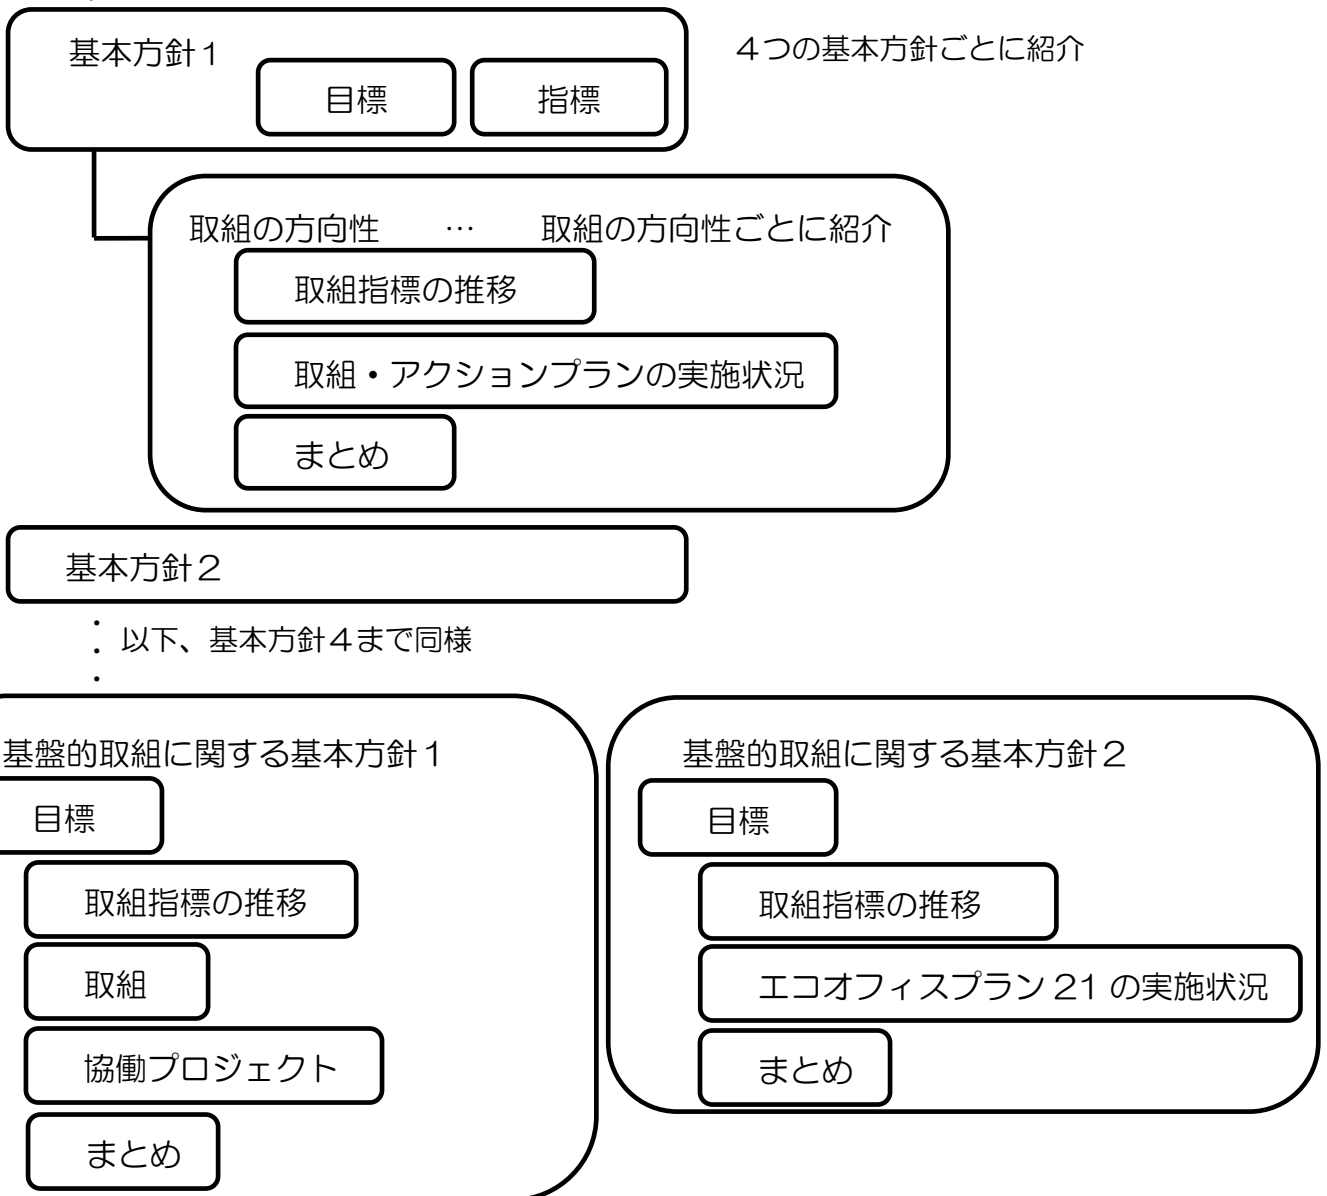 基本方針１
４つの基本方針ごとに紹介
目標
指標
取組の方向性　　…　　取組の方向性ごとに紹介
取組指標の推移
取組・アクションプランの実施状況
まとめ
基本方針２
以下、基本方針４まで同様
基盤的取組に関する基本方針１
目標
取組指標の推移
取組
協働プロジェクト
まとめ
基盤的取組に関する基本方針２
目標
取組指標の推移
エコオフィスプラン 21 の実施状況
まとめ